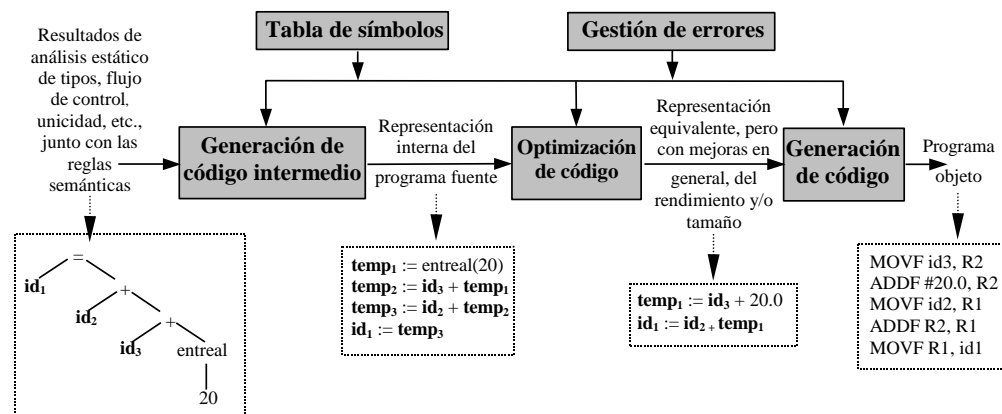 Tabla de símbolos
Gestión de errores
Resultados de
análisis estático
de tipos, flujo
de control,
unicidad, etc.,
junto con las
reglas
semánticas
Generación de
código intermedio
Representación
interna del
programa fuente
Optimización
de código
Representación
equivalente, pero
con mejoras en
general, del
rendimiento y/o
tamaño
Generación
de código
Programa
objeto
=
id₁
+
id₂
+
id₃
entreal
20
temp₁ := entreal(20)
temp₂ := id₃ + temp₁
temp₃ := id₂ + temp₂
id₁ := temp₃
temp₁ := id₃ + 20.0
id₁ := id₂ + temp₁
MOVF id3, R2
ADDF #20.0, R2
MOVF id2, R1
ADDF R2, R1
MOVF R1, id1